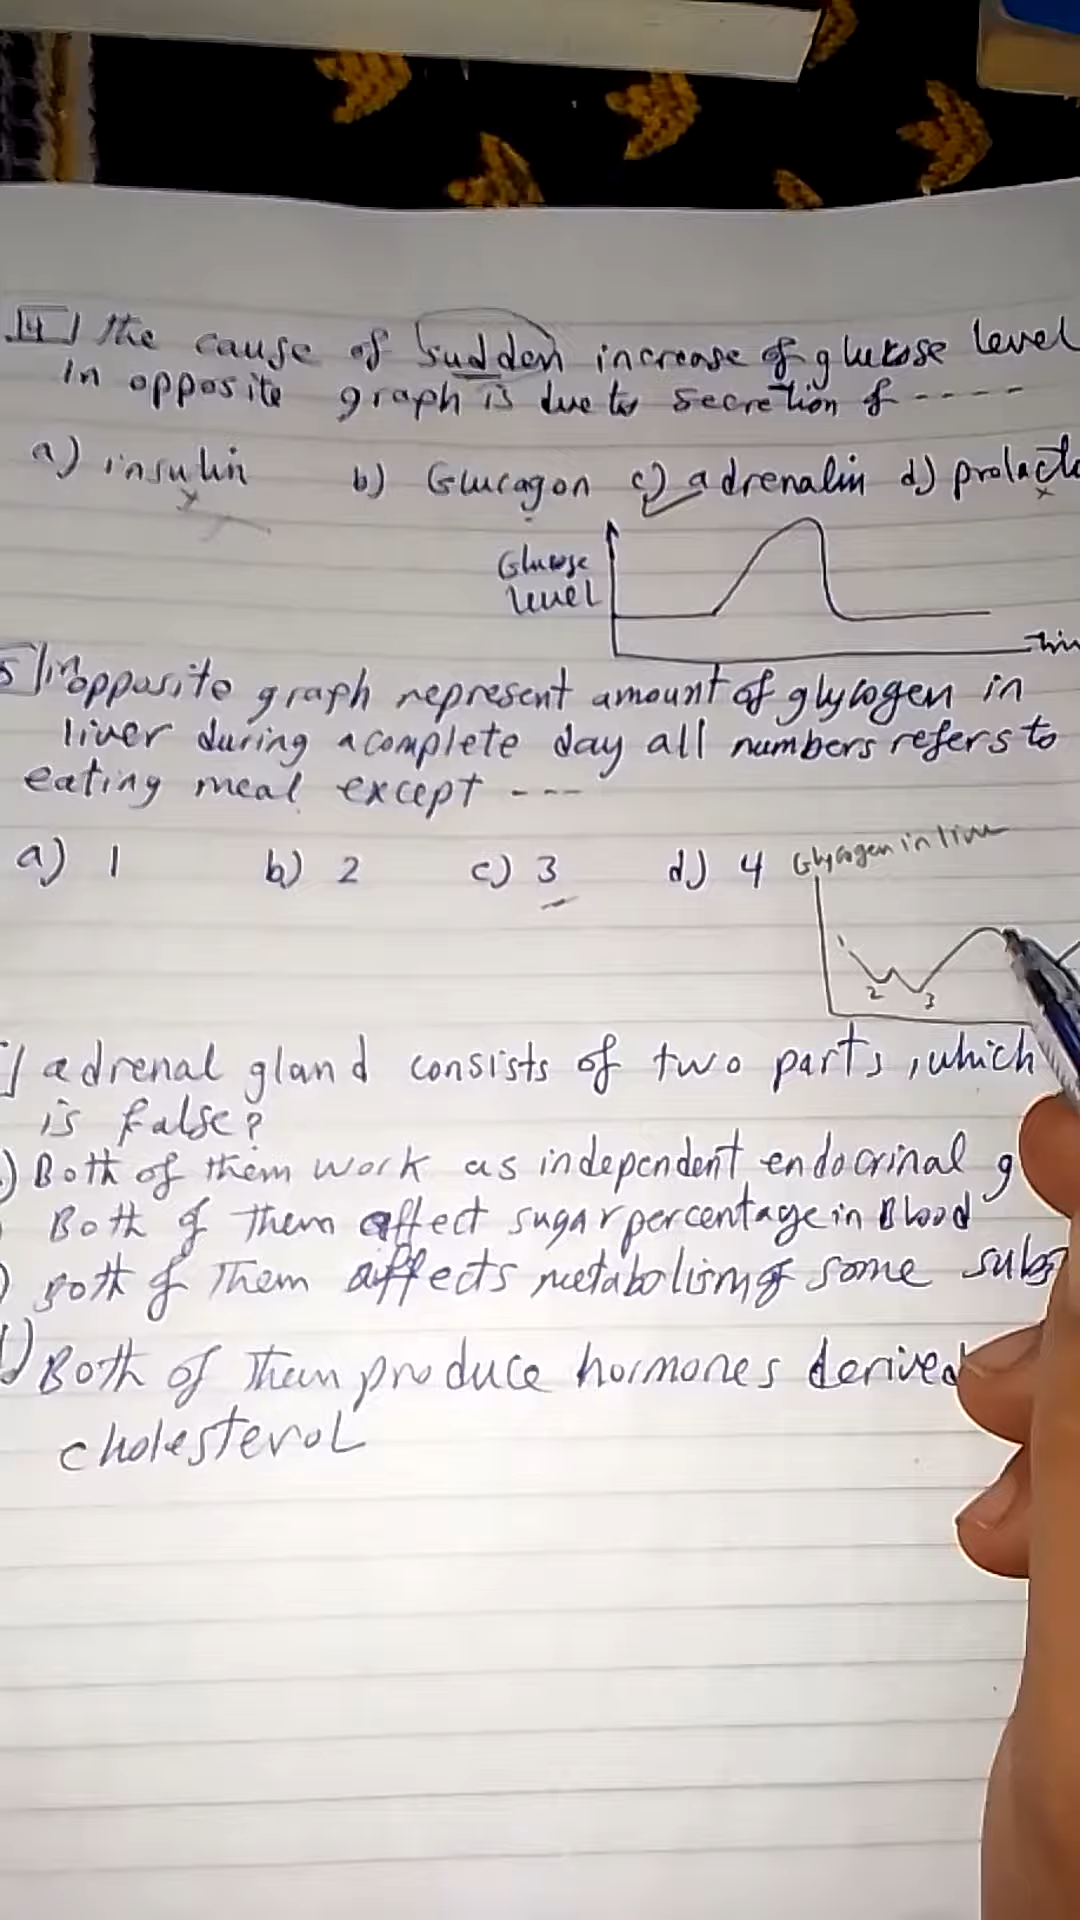 14 the cause of sudden increase of glukose level
in opposite graph is due to secretion of -----
a) insulin b) Glucagon c) adrenalin d) prolact
Glucose
level
5 in opposite graph represent amount of glycogen in
liver during a complete day all numbers refers to
eating meal except ---
a) 1 b) 2 c) 3 d) 4
Glycogen in liver
2 3
adrenal gland consists of two parts, which
is false?
) Both of them work as independent endocrinal g
Both of them affect sugar percentage in Blood
) Both of Them affects metabolism of some subs
) Both of Them produce hormones derived
cholesterol